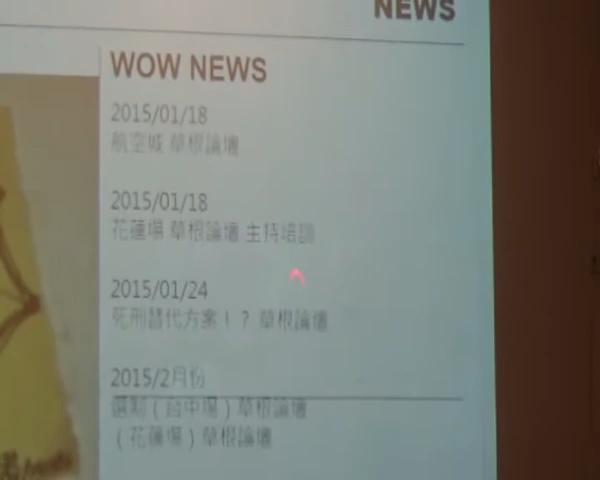 NEWS
WOW NEWS
2015/01/18
航空城 草根論壇
2015/01/18
花蓮場 草根論壇 主持培訓
2015/01/24
死刑替代方案！？ 草根論壇
2015/2月份
選制（台中場）草根論壇
（花蓮場）草根論壇